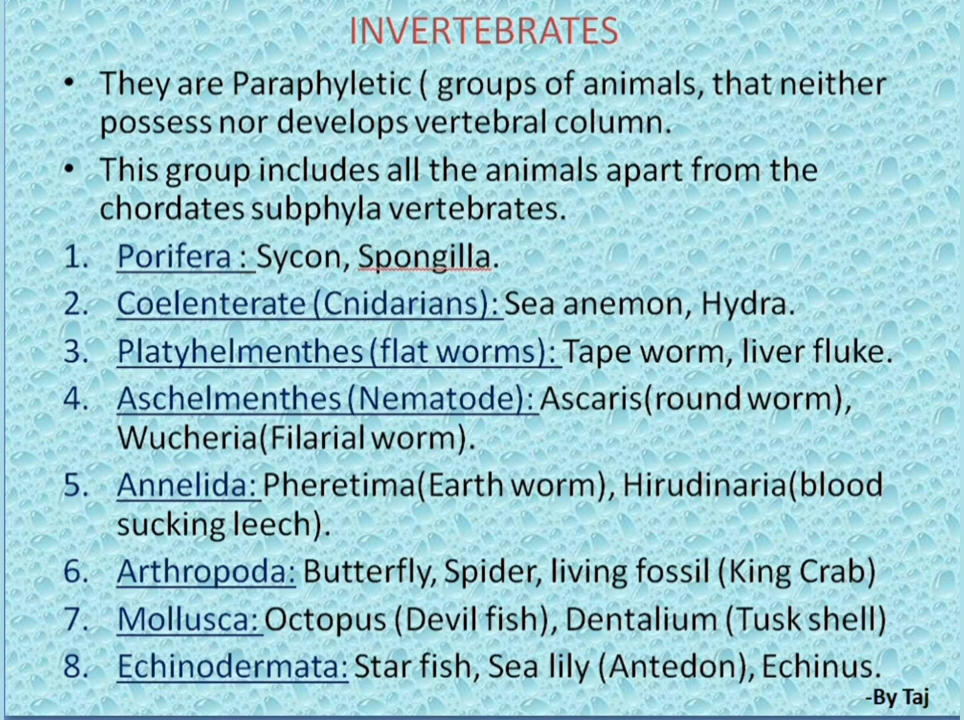 INVERTEBRATES
• They are Paraphyletic ( groups of animals, that neither
possess nor develops vertebral column.
• This group includes all the animals apart from the
chordates subphyla vertebrates.
1. Porifera : Sycon, Spongilla.
2. Coelenterate (Cnidarians): Sea anemon, Hydra.
3. Platyhelmenthes (flat worms): Tape worm, liver fluke.
4. Aschelmenthes (Nematode): Ascaris(round worm),
Wucheria(Filarial worm).
5. Annelida: Pheretima(Earth worm), Hirudinaria(blood
sucking leech).
6. Arthropoda: Butterfly, Spider, living fossil (King Crab)
7. Mollusca: Octopus (Devil fish), Dentalium (Tusk shell)
8. Echinodermata: Star fish, Sea lily (Antedon), Echinus.
-By Taj